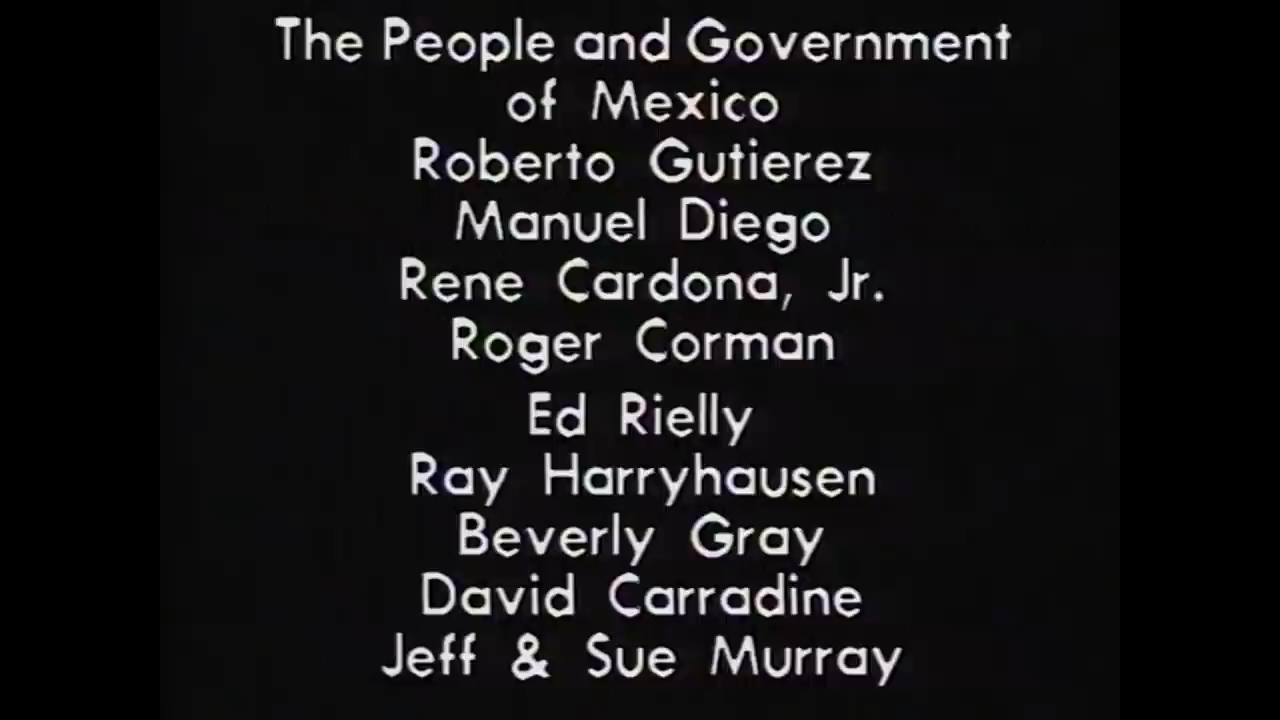 The People and Government
of Mexico
Roberto Gutierez
Manuel Diego
Rene Cardona, Jr.
Roger Corman
Ed Rielly
Ray Harryhausen
Beverly Gray
David Carradine
Jeff & Sue Murray